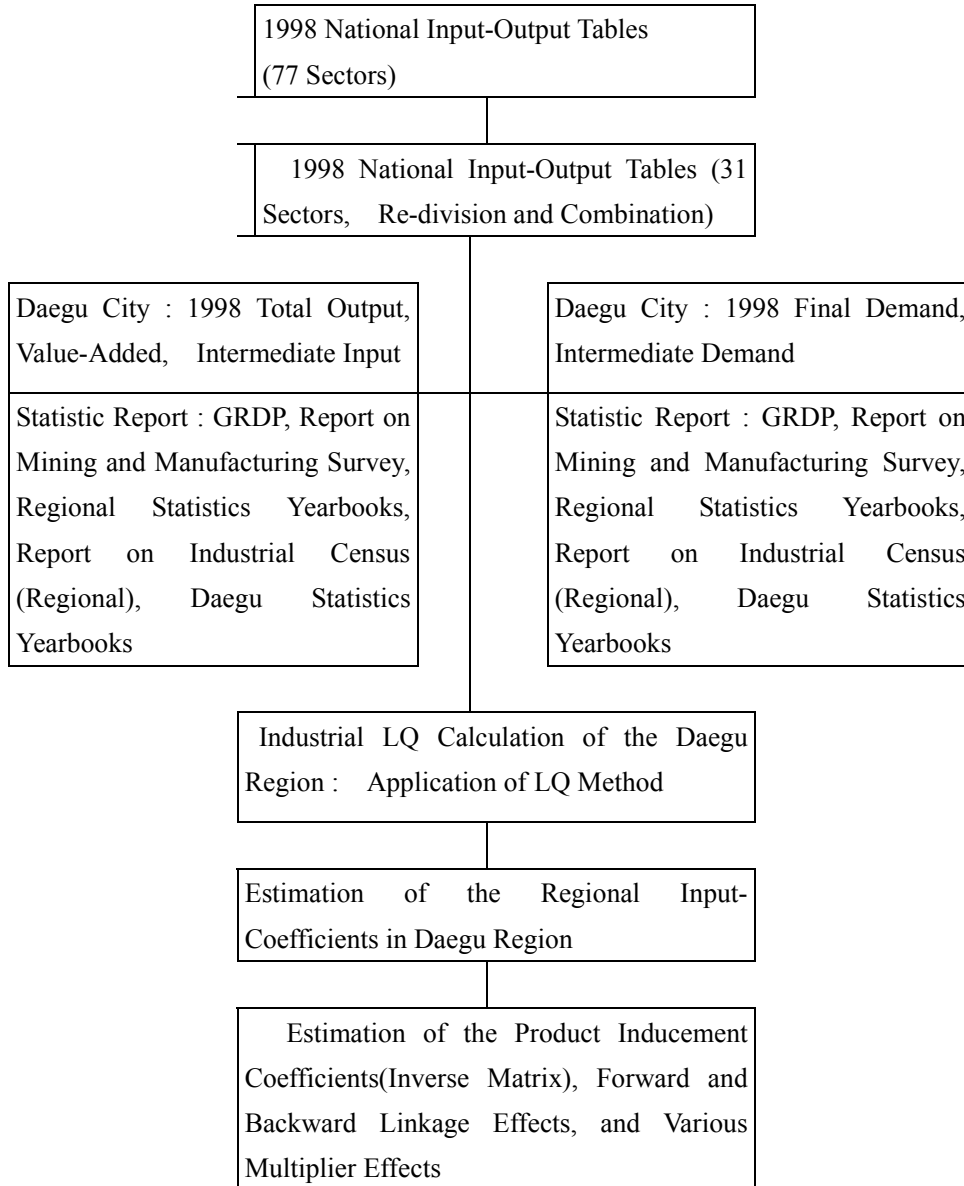 1998 National Input-Output Tables
(77 Sectors)
1998 National Input-Output Tables (31
Sectors, Re-division and Combination)
Daegu City : 1998 Total Output,
Value-Added, Intermediate Input
Statistic Report : GRDP, Report on
Mining and Manufacturing Survey,
Regional Statistics Yearbooks,
Report on Industrial Census
(Regional), Daegu Statistics
Yearbooks
Daegu City : 1998 Final Demand,
Intermediate Demand
Statistic Report : GRDP, Report on
Mining and Manufacturing Survey,
Regional Statistics Yearbooks,
Report on Industrial Census
(Regional), Daegu Statistics
Yearbooks
Industrial LQ Calculation of the Daegu
Region : Application of LQ Method
Estimation of the Regional Input-
Coefficients in Daegu Region
Estimation of the Product Inducement
Coefficients(Inverse Matrix), Forward and
Backward Linkage Effects, and Various
Multiplier Effects